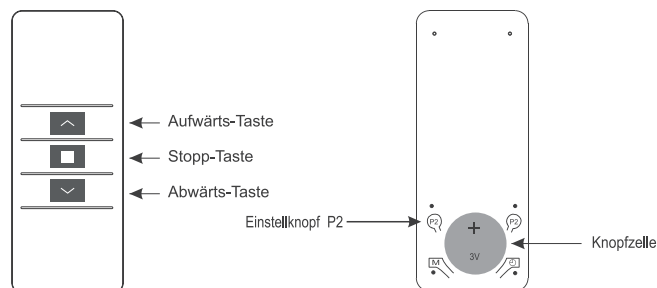 Aufwärts-Taste
Stopp-Taste
Abwärts-Taste
Einstellknopf P2
P2
P2
+
3V
Knopfzelle
M